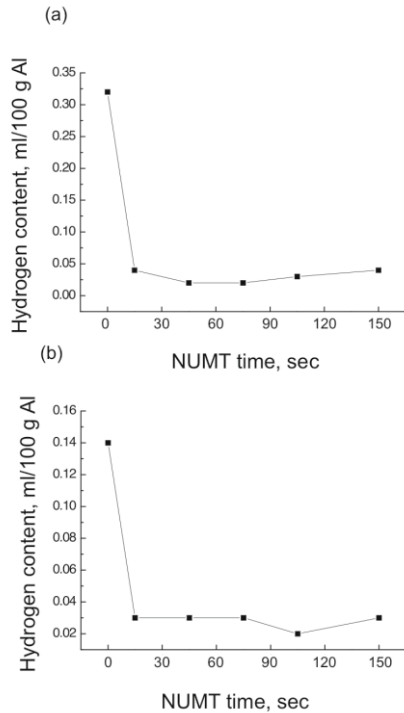 (a)
Hydrogen content, ml/100 g Al
0.35
0.30
0.25
0.20
0.15
0.10
0.05
0.00
0 30 60 90 120 150
NUMT time, sec
(b)
Hydrogen content, ml/100 g Al
0.16
0.14
0.12
0.10
0.08
0.06
0.04
0.02
0 30 60 90 120 150
NUMT time, sec